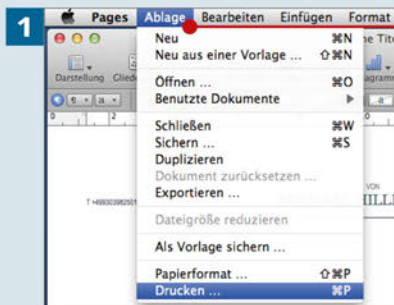 1
Pages Ablage Bearbeiten Einfügen Format
Neu ⌘N
Neu aus einer Vorlage ... ⇧⌘N
Öffnen ... ⌘O
Benutzte Dokumente ▶
Schließen ⌘W
Sichern ... ⌘S
Duplizieren
Dokument zurücksetzen ...
Exportieren ...
Dateigröße reduzieren
Als Vorlage sichern ...
Papierformat ... ⇧⌘P
Drucken ... ⌘P
Darstellung
VON